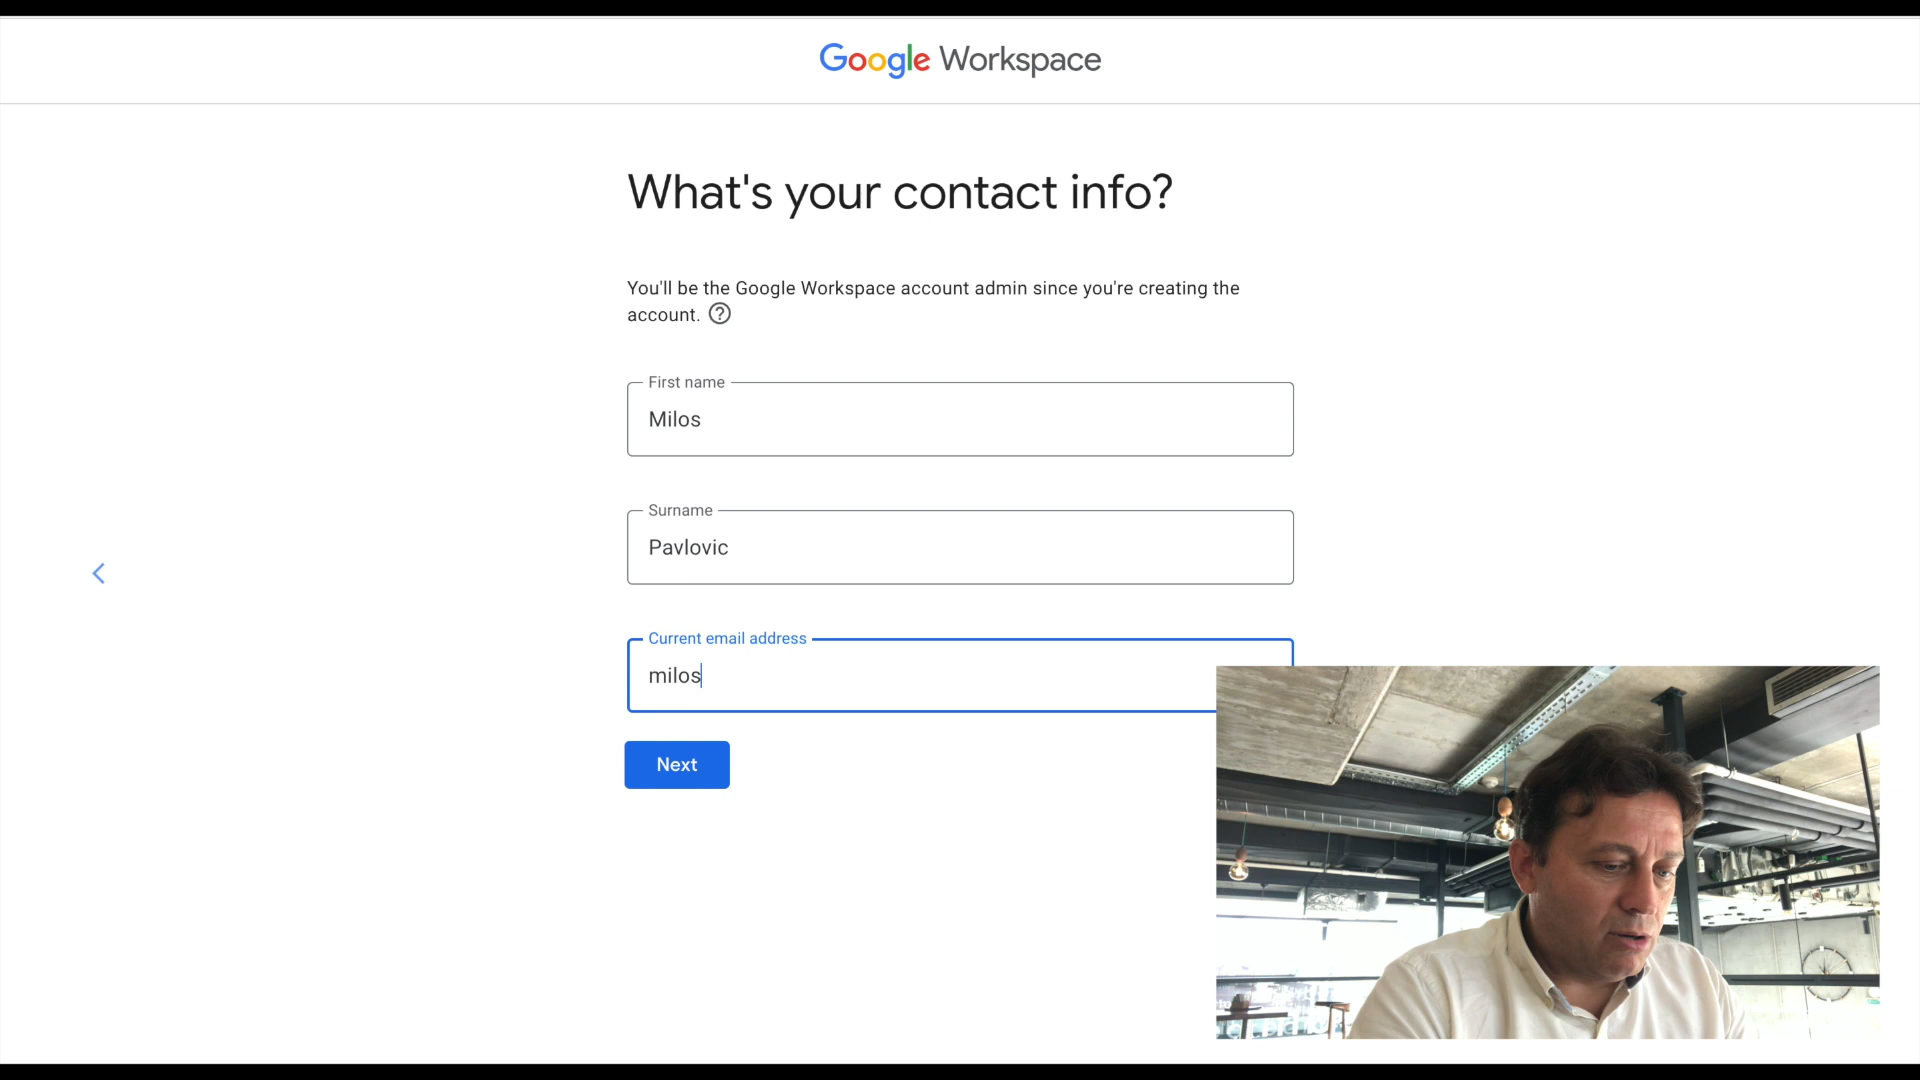 Google Workspace
What's your contact info?
You'll be the Google Workspace account admin since you're creating the
account.
First name
Milos
Surname
Pavlovic
Current email address
milos
Next